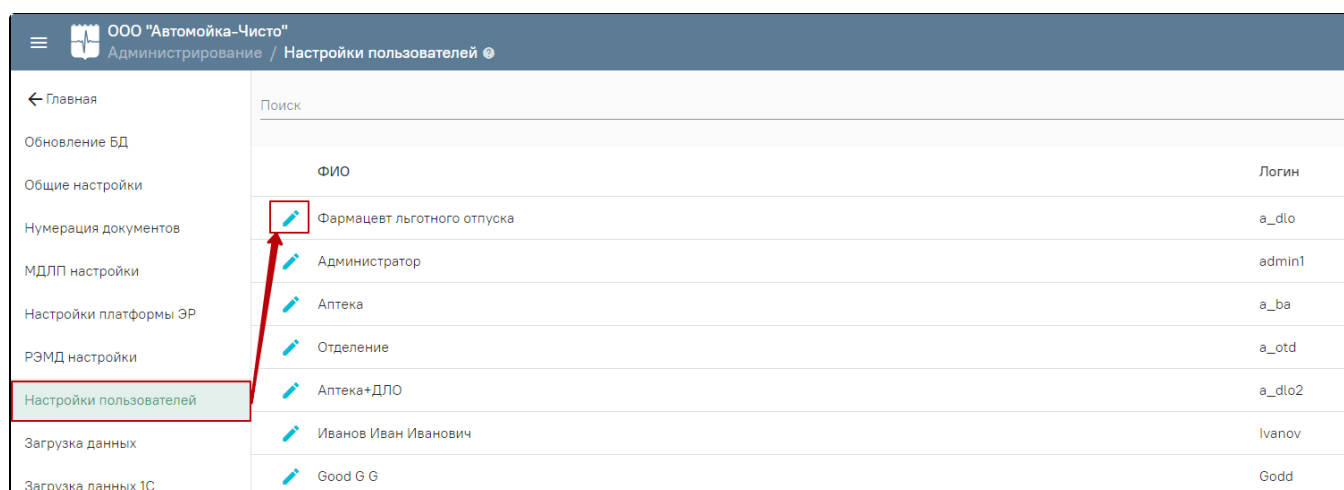 ООО "Автомойка-Чисто"
Администрирование / Настройки пользователей ?
Главная
Обновление БД
Общие настройки
Нумерация документов
МДЛП настройки
Настройки платформы ЭР
РЭМД настройки
Настройки пользователей
Загрузка данных
Загрузка данных 1С
Поиск
ФИО Логин
Фармацевт льготного отпуска a_dlo
Администратор admin1
Аптека a_ba
Отделение a_otd
Аптека+ДЛО a_dlo2
Иванов Иван Иванович Ivanov
Good G G Godd